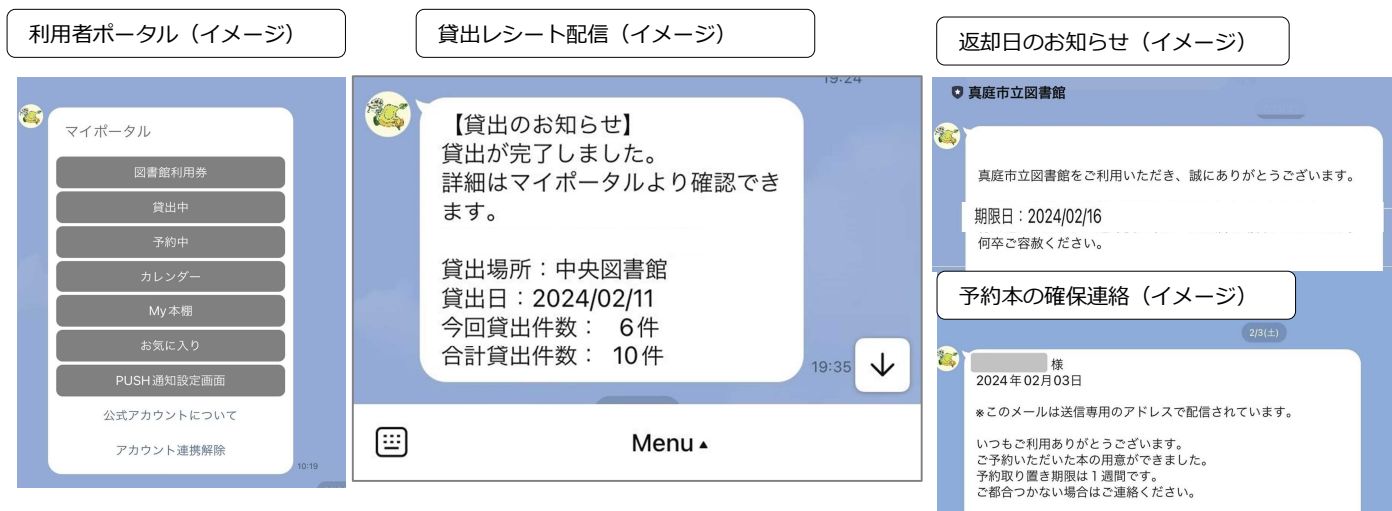 利用者ポータル（イメージ）
マイポータル
図書館利用券
貸出中
予約中
カレンダー
My本棚
お気に入り
PUSH通知設定画面
公式アカウントについて
アカウント連携解除
10:19
貸出レシート配信（イメージ）
19:24
【貸出のお知らせ】
貸出が完了しました。
詳細はマイポータルより確認でき
ます。
貸出場所：中央図書館
貸出日：2024/02/11
今回貸出件数： 6件
合計貸出件数： 10件
19:35
Menu▲
返却日のお知らせ（イメージ）
真庭市立図書館
真庭市立図書館をご利用いただき、誠にありがとうございます。
期限日：2024/02/16
何卒ご容赦ください。
予約本の確保連絡（イメージ）
2/3(土)
様
2024年02月03日
※このメールは送信専用のアドレスで配信されています。
いつもご利用ありがとうございます。
ご予約いただいた本の用意ができました。
予約取り置き期限は１週間です。
ご都合つかない場合はご連絡ください。